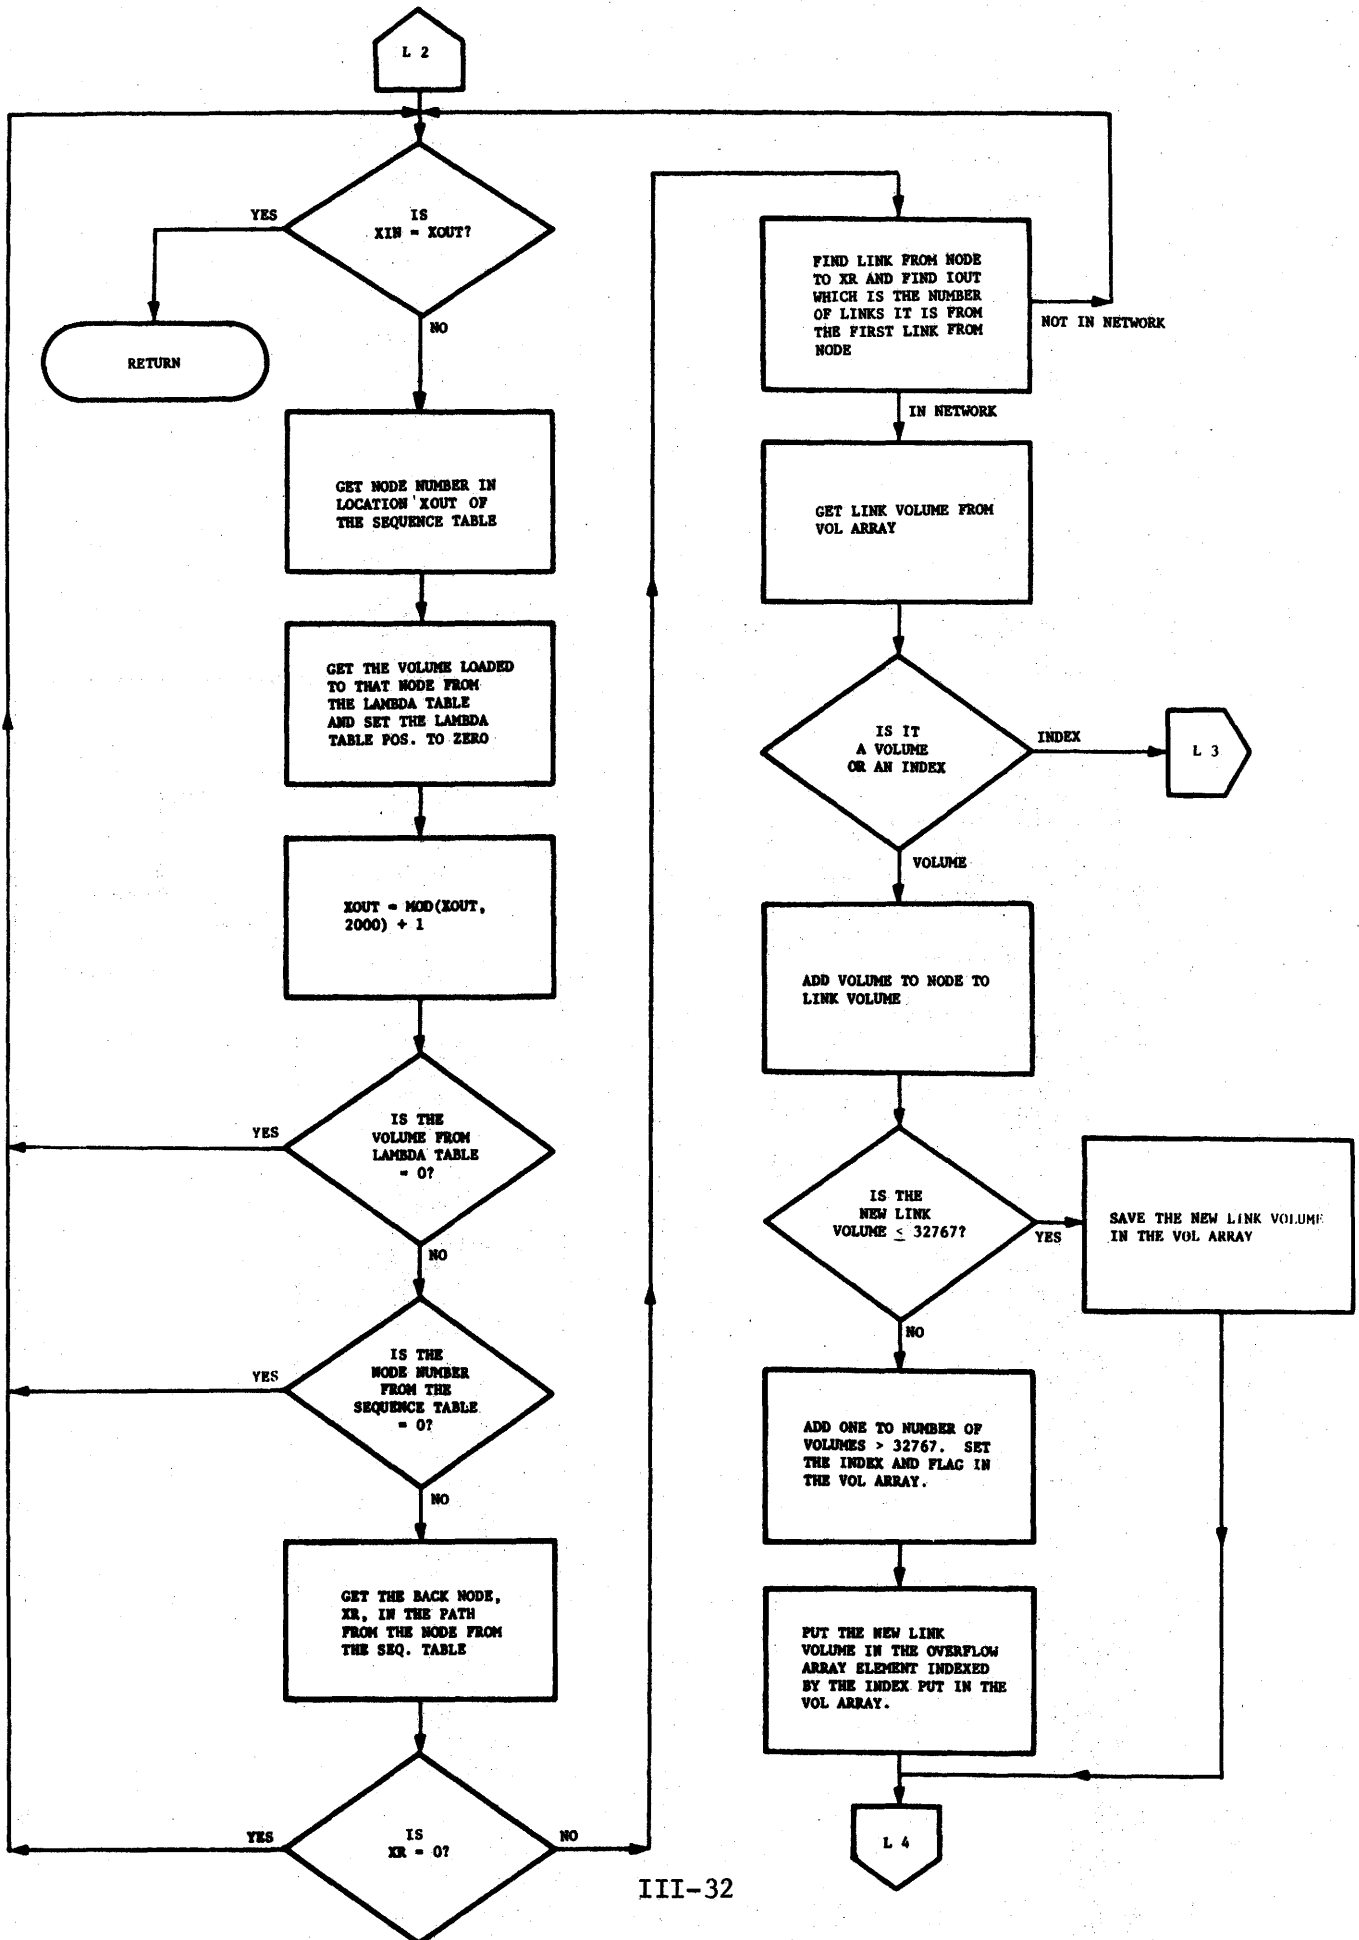 L 2
IS
XIN = XOUT?
YES
NO
RETURN
GET NODE NUMBER IN
LOCATION XOUT OF
THE SEQUENCE TABLE
GET THE VOLUME LOADED
TO THAT NODE FROM
THE LAMBDA TABLE
AND SET THE LAMBDA
TABLE POS. TO ZERO
XOUT = MOD(XOUT,
2000) + 1
IS THE
VOLUME FROM
LAMBDA TABLE
= 0?
YES
NO
IS THE
NODE NUMBER
FROM THE
SEQUENCE TABLE
= 0?
YES
NO
GET THE BACK NODE,
XR, IN THE PATH
FROM THE NODE FROM
THE SEQ. TABLE
IS
XR = 0?
YES
NO
FIND LINK FROM NODE
TO XR AND FIND IOUT
WHICH IS THE NUMBER
OF LINKS IT IS FROM
THE FIRST LINK FROM
NODE
NOT IN NETWORK
IN NETWORK
GET LINK VOLUME FROM
VOL ARRAY
IS IT
A VOLUME
OR AN INDEX
INDEX
L 3
VOLUME
ADD VOLUME TO NODE TO
LINK VOLUME
IS THE
NEW LINK
VOLUME ≤ 32767?
YES
SAVE THE NEW LINK VOLUME
IN THE VOL ARRAY
NO
ADD ONE TO NUMBER OF
VOLUMES > 32767. SET
THE INDEX AND FLAG IN
THE VOL ARRAY.
PUT THE NEW LINK
VOLUME IN THE OVERFLOW
ARRAY ELEMENT INDEXED
BY THE INDEX PUT IN THE
VOL ARRAY.
L 4
III-32